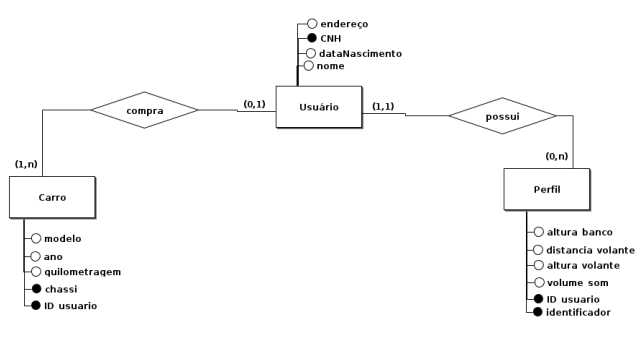 endereço
CNH
dataNascimento
nome
Usuário
(0,1)
(1,1)
compra
possui
(1,n)
(0,n)
Carro
Perfil
modelo
ano
quilometragem
chassi
ID usuario
altura banco
distancia volante
altura volante
volume som
ID usuario
identificador